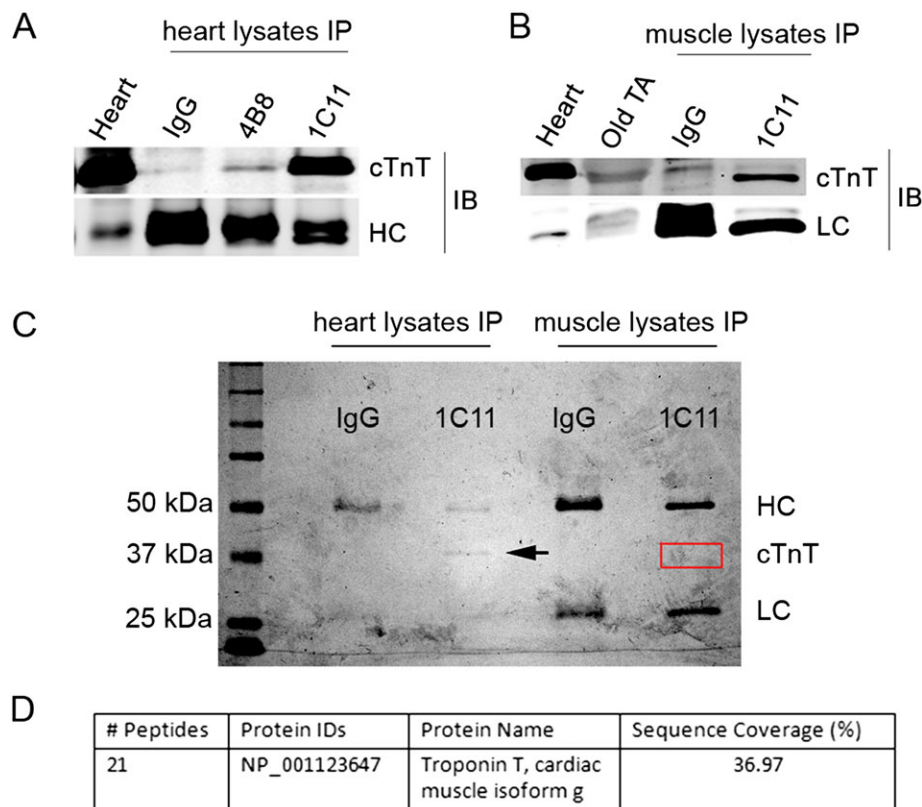 A
heart lysates IP
Heart
IgG
4B8
1C11
cTnT
HC
IB
B
muscle lysates IP
Heart
Old TA
IgG
1C11
cTnT
LC
IB
C
heart lysates IP
muscle lysates IP
IgG
1C11
IgG
1C11
50 kDa
HC
37 kDa
cTnT
25 kDa
LC
D
# Peptides
Protein IDs
Protein Name
Sequence Coverage (%)
21
NP_001123647
Troponin T, cardiac
muscle isoform g
36.97